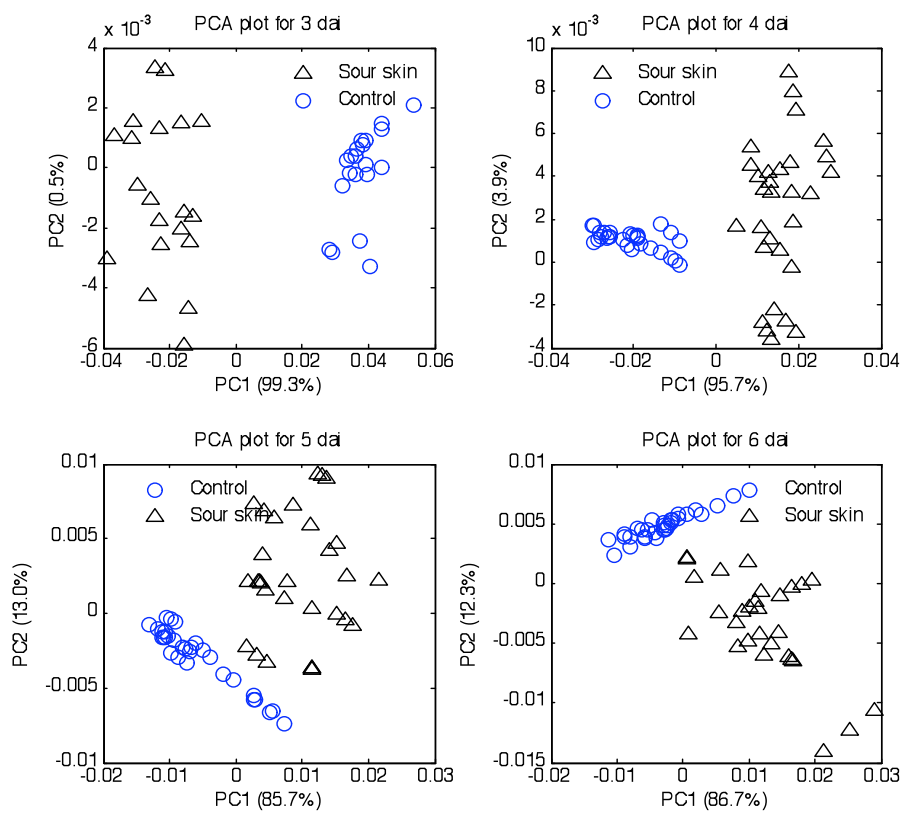 PCA plot for 3 dai
x 10-3
4
2
0
-2
-4
-6
PC2 (0.5%)
Sour skin
Control
-0.04
-0.02
0
0.02
0.04
0.06
PC1 (99.3%)
PCA plot for 4 dai
x 10-3
10
8
6
4
2
0
-2
-4
PC2 (3.9%)
Sour skin
Control
-0.04
-0.02
0
0.02
0.04
PC1 (95.7%)
PCA plot for 5 dai
0.01
0.005
0
-0.005
-0.01
PC2 (13.0%)
Control
Sour skin
-0.02
-0.01
0
0.01
0.02
0.03
PC1 (85.7%)
PCA plot for 6 dai
0.01
0.005
0
-0.005
-0.01
-0.015
PC2 (12.3%)
Control
Sour skin
-0.02
-0.01
0
0.01
0.02
0.03
PC1 (86.7%)